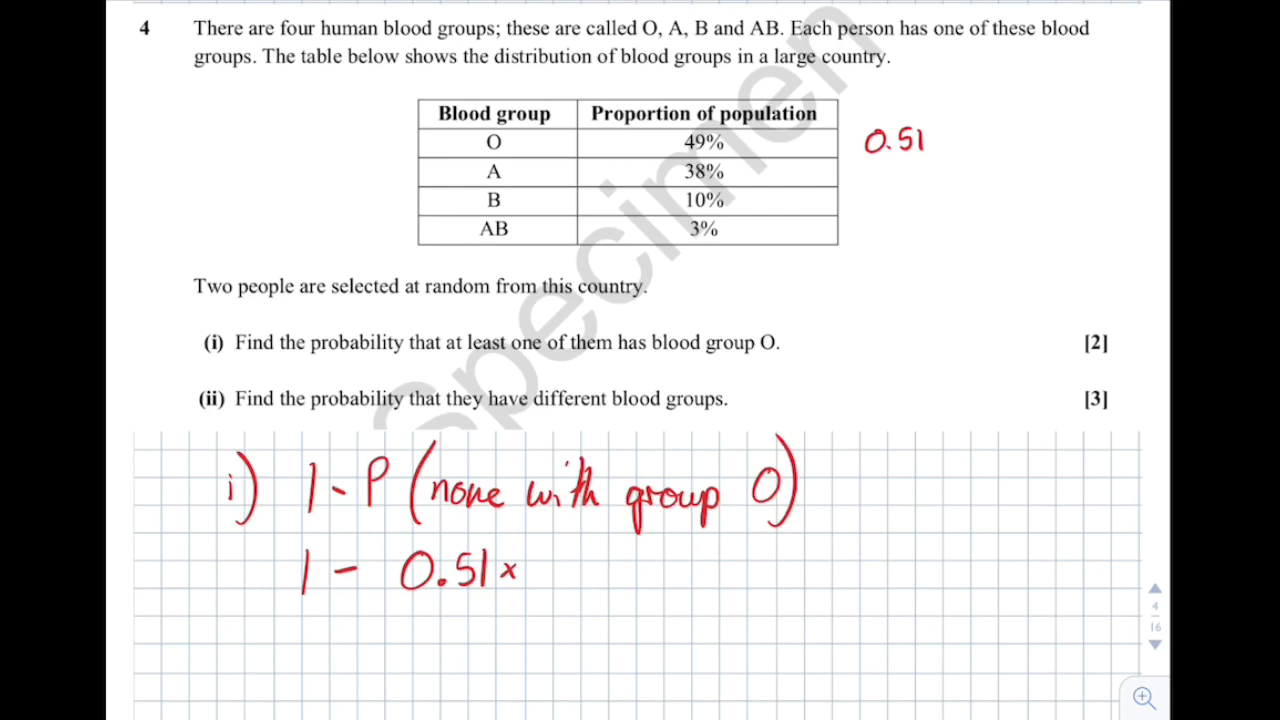 4 There are four human blood groups; these are called O, A, B and AB. Each person has one of these blood
groups. The table below shows the distribution of blood groups in a large country.
Blood group Proportion of population
O 49% 0.51
A 38%
B 10%
AB 3%
Two people are selected at random from this country.
(i) Find the probability that at least one of them has blood group O. [2]
(ii) Find the probability that they have different blood groups. [3]
Specimen
i) 1 - P (none with group O)
1 - 0.51 ×
4
16